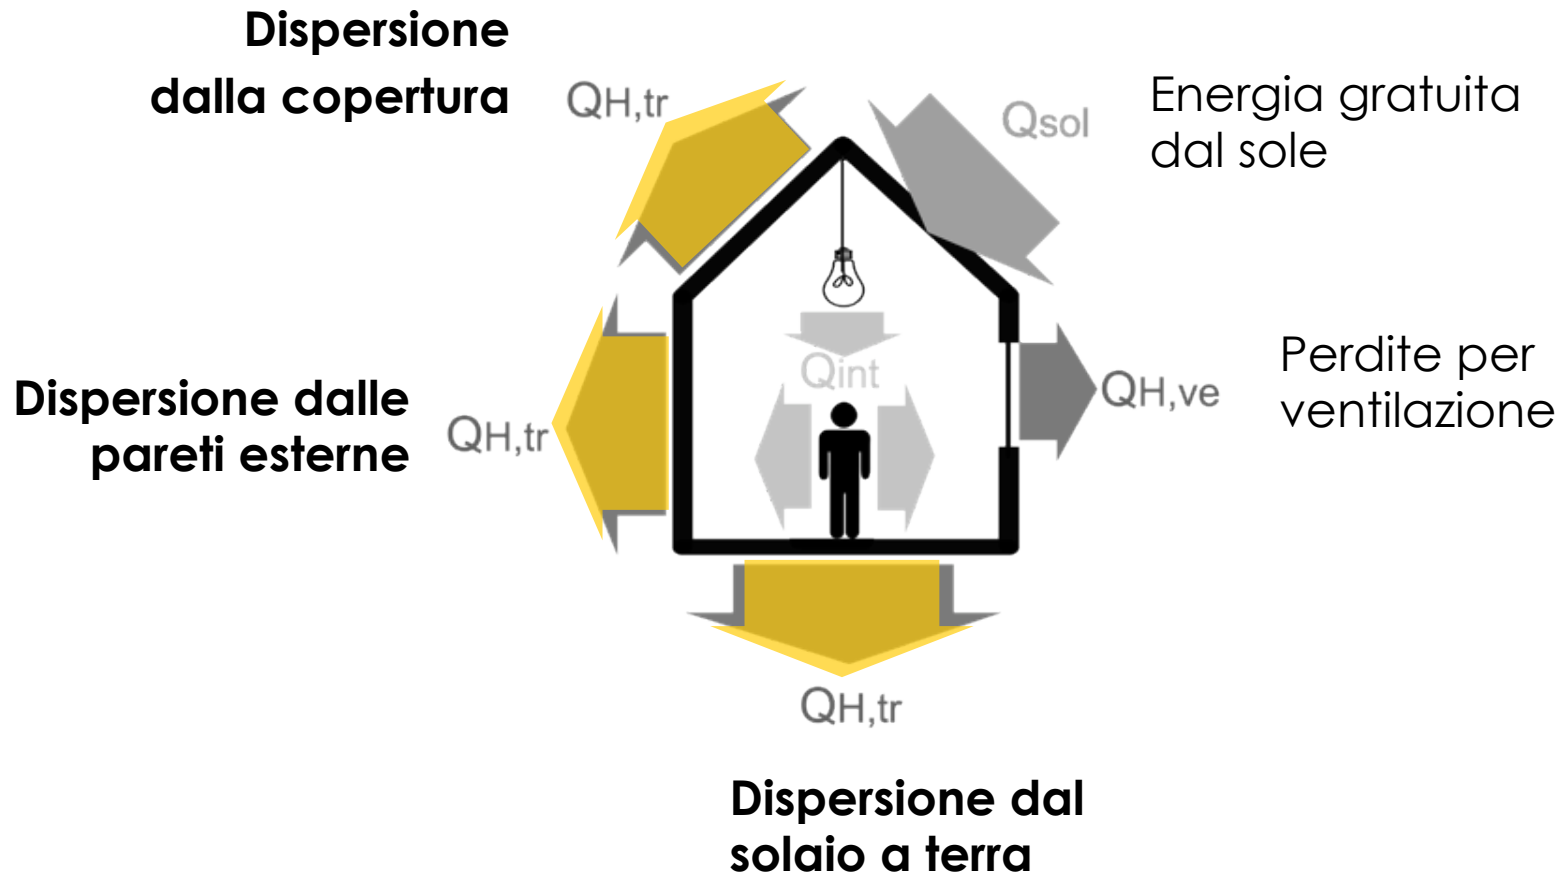 Dispersione
dalla copertura
QH,tr
Qsol
Energia gratuita
dal sole
Qint
QH,ve
Perdite per
ventilazione
Dispersione dalle
pareti esterne
QH,tr
QH,tr
Dispersione dal
solaio a terra